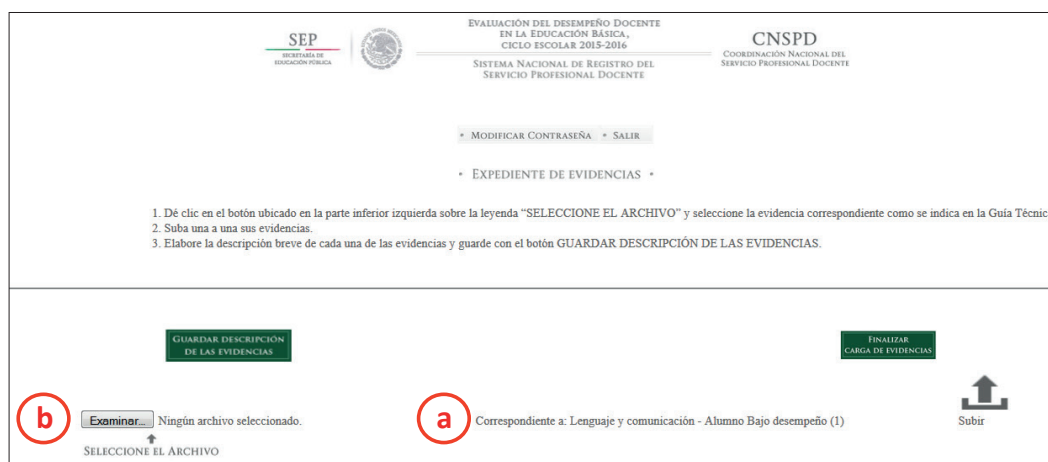 SEP
SECRETARÍA DE
EDUCACIÓN PÚBLICA
EVALUACIÓN DEL DESEMPEÑO DOCENTE
EN LA EDUCACIÓN BÁSICA,
CICLO ESCOLAR 2015-2016
SISTEMA NACIONAL DE REGISTRO DEL
SERVICIO PROFESIONAL DOCENTE
CNSPD
COORDINACIÓN NACIONAL DEL
SERVICIO PROFESIONAL DOCENTE
• MODIFICAR CONTRASEÑA • SALIR
• EXPEDIENTE DE EVIDENCIAS •
1. Dé clic en el botón ubicado en la parte inferior izquierda sobre la leyenda “SELECCIONE EL ARCHIVO” y seleccione la evidencia correspondiente como se indica en la Guía Técnic
2. Suba una a una sus evidencias.
3. Elabore la descripción breve de cada una de las evidencias y guarde con el botón GUARDAR DESCRIPCIÓN DE LAS EVIDENCIAS.
GUARDAR DESCRIPCIÓN
DE LAS EVIDENCIAS
FINALIZAR
CARGA DE EVIDENCIAS
b
Examinar... Ningún archivo seleccionado.
SELECCIONE EL ARCHIVO
a
Correspondiente a: Lenguaje y comunicación - Alumno Bajo desempeño (1)
Subir